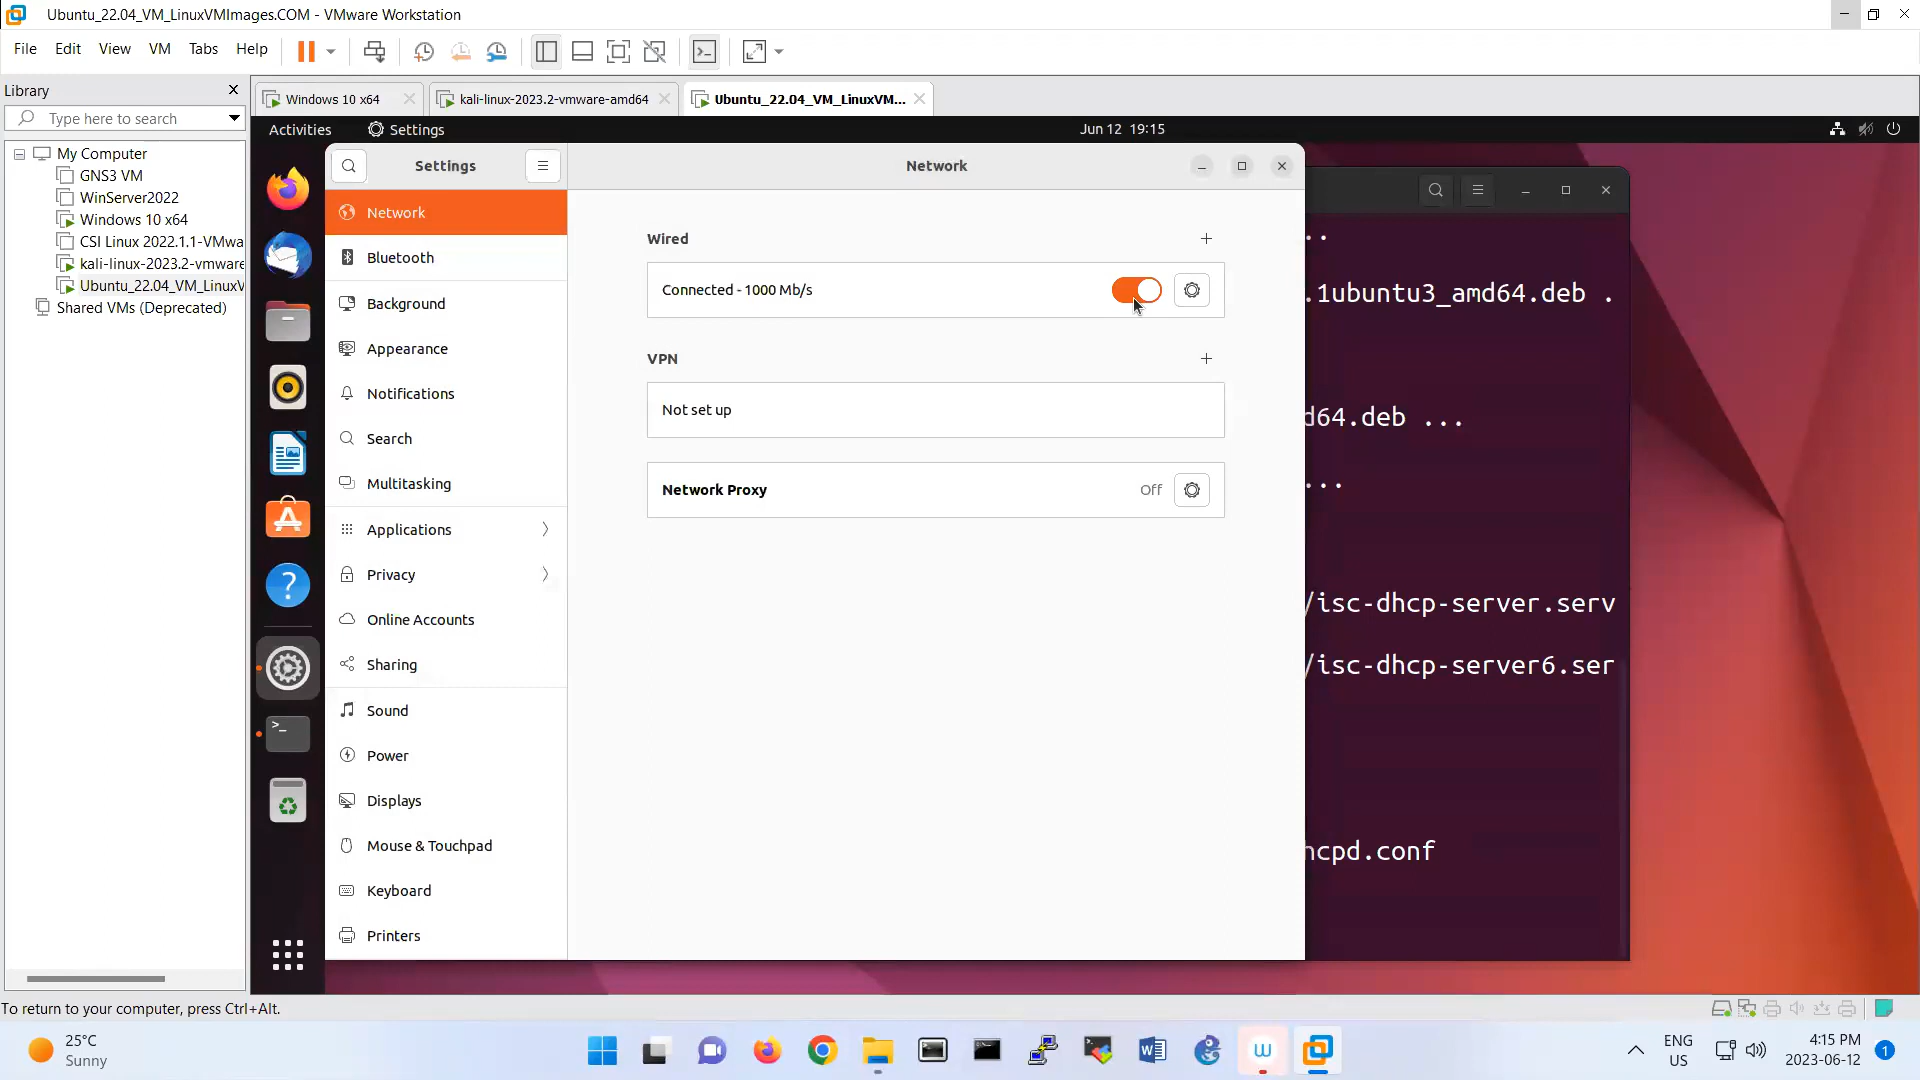 Ubuntu_22.04_VM_LinuxVMImages.COM - VMware Workstation
File Edit View VM Tabs Help
Library
Type here to search
My Computer
GNS3 VM
WinServer2022
Windows 10 x64
CSI Linux 2022.1.1-VMwa
kali-linux-2023.2-vmware
Ubuntu_22.04_VM_LinuxV
Shared VMs (Deprecated)
Windows 10 x64
kali-linux-2023.2-vmware-amd64
Ubuntu_22.04_VM_LinuxVM...
Activities
Settings
Jun 12 19:15
Settings
Network
Network
Bluetooth
Background
Appearance
Notifications
Search
Multitasking
Applications
Privacy
Online Accounts
Sharing
Sound
Power
Displays
Mouse & Touchpad
Keyboard
Printers
Wired
Connected - 1000 Mb/s
VPN
Not set up
Network Proxy
Off
..
.1ubuntu3_amd64.deb .
d64.deb ...
...
/isc-dhcp-server.serv
/isc-dhcp-server6.ser
hcpd.conf
To return to your computer, press Ctrl+Alt.
25°C
Sunny
ENG
US
4:15 PM
2023-06-12
1